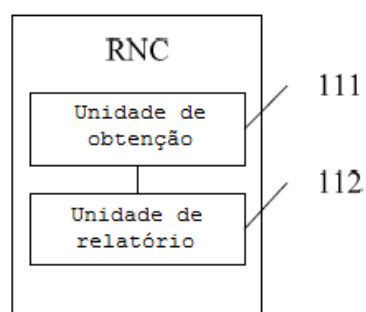 RNC
Unidade de
obtenção
111
Unidade de
relatório
112